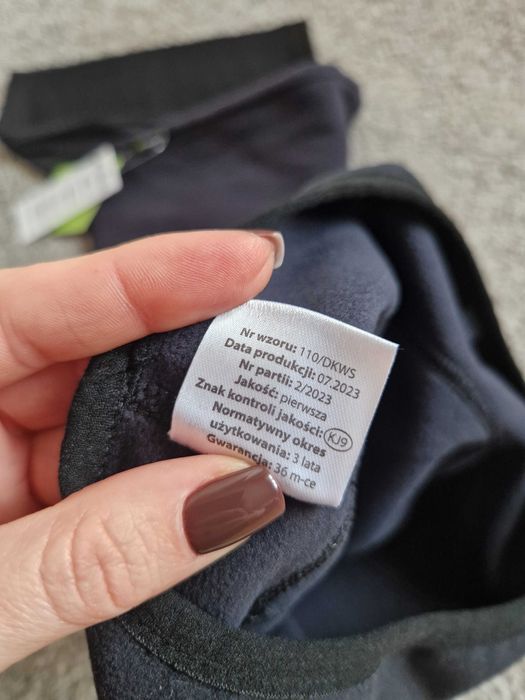 Nr wzoru: 110/DKWS
Data produkcji: 07.2023
Nr partii: 2/2023
Jakość: pierwsza
Znak kontroli jakości: KJ9
Normatywny okres
użytkowania: 3 lata
Gwarancja: 36 m-ce